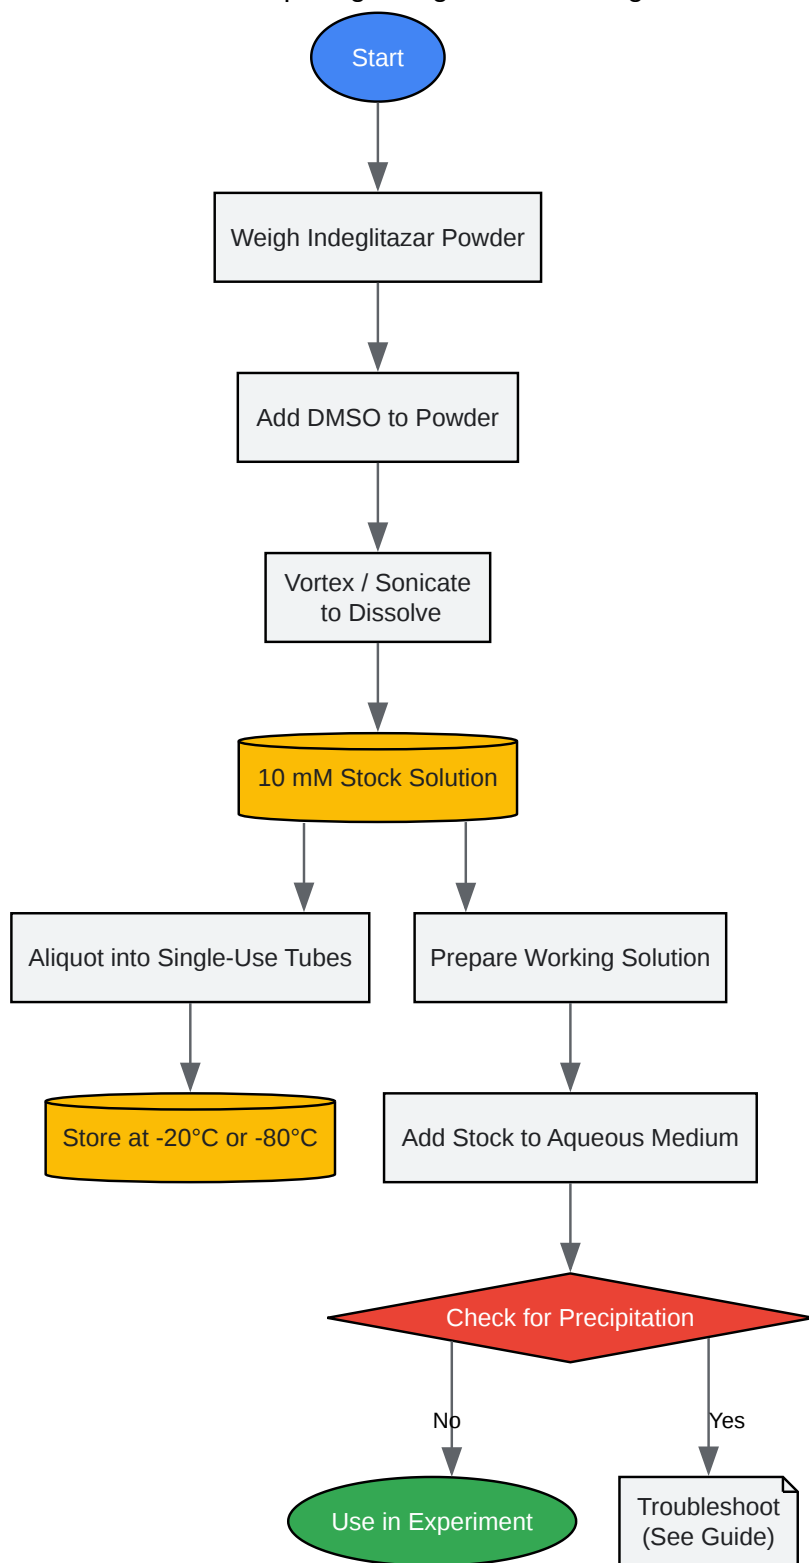 Start
Weigh Indeglitazar Powder
Add DMSO to Powder
Vortex / Sonicate
to Dissolve
10 mM Stock Solution
Aliquot into Single-Use Tubes
Prepare Working Solution
Store at -20°C or -80°C
Add Stock to Aqueous Medium
Check for Precipitation
No
Yes
Use in Experiment
Troubleshoot
(See Guide)